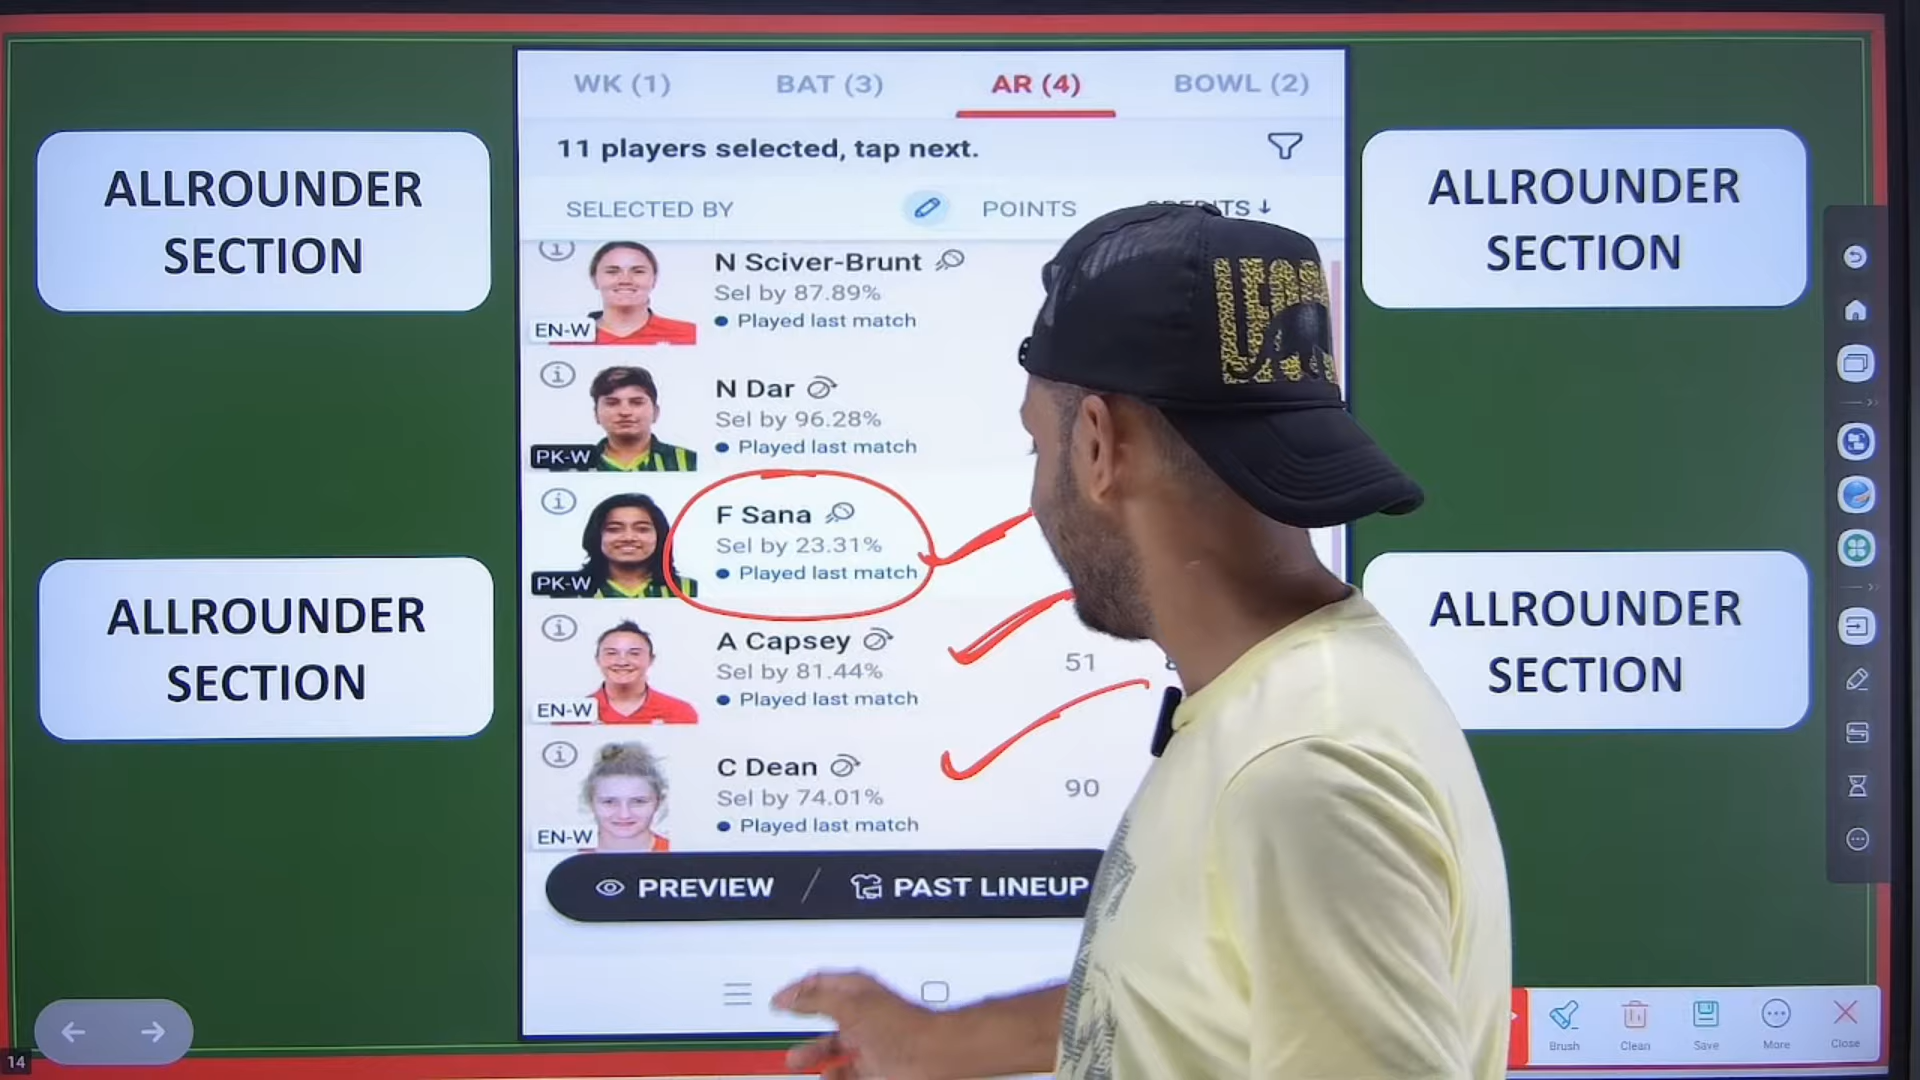 WK (1) BAT (3) AR (4) BOWL (2)
11 players selected, tap next.
SELECTED BY POINTS CREDITS
ALLROUNDER
SECTION
ALLROUNDER
SECTION
N Sciver-Brunt
Sel by 87.89%
Played last match
EN-W
N Dar
Sel by 96.28%
Played last match
PK-W
F Sana
Sel by 23.31%
Played last match
PK-W
A Capsey
Sel by 81.44%
Played last match
EN-W
51
C Dean
Sel by 74.01%
Played last match
EN-W
90
ALLROUNDER
SECTION
ALLROUNDER
SECTION
PREVIEW / PAST LINEUP
14
Brush Clean Save More Close